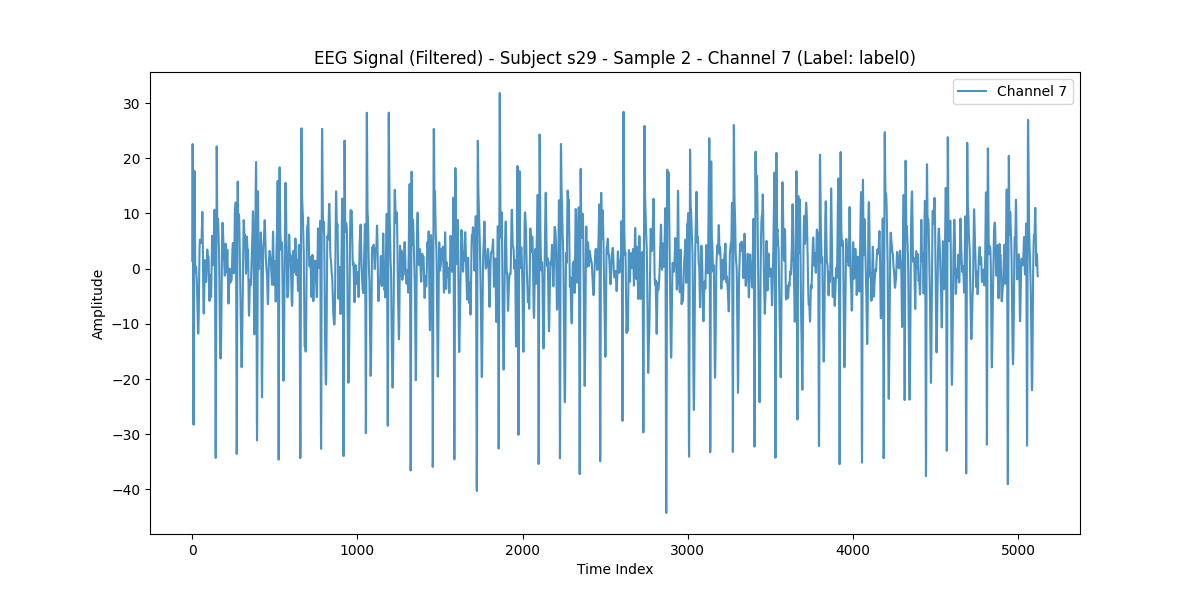 EEG Signal (Filtered) - Subject s29 - Sample 2 - Channel 7 (Label: label0)
Channel 7
30
20
10
0
−10
−20
−30
−40
Amplitude
0 1000 2000 3000 4000 5000
Time Index